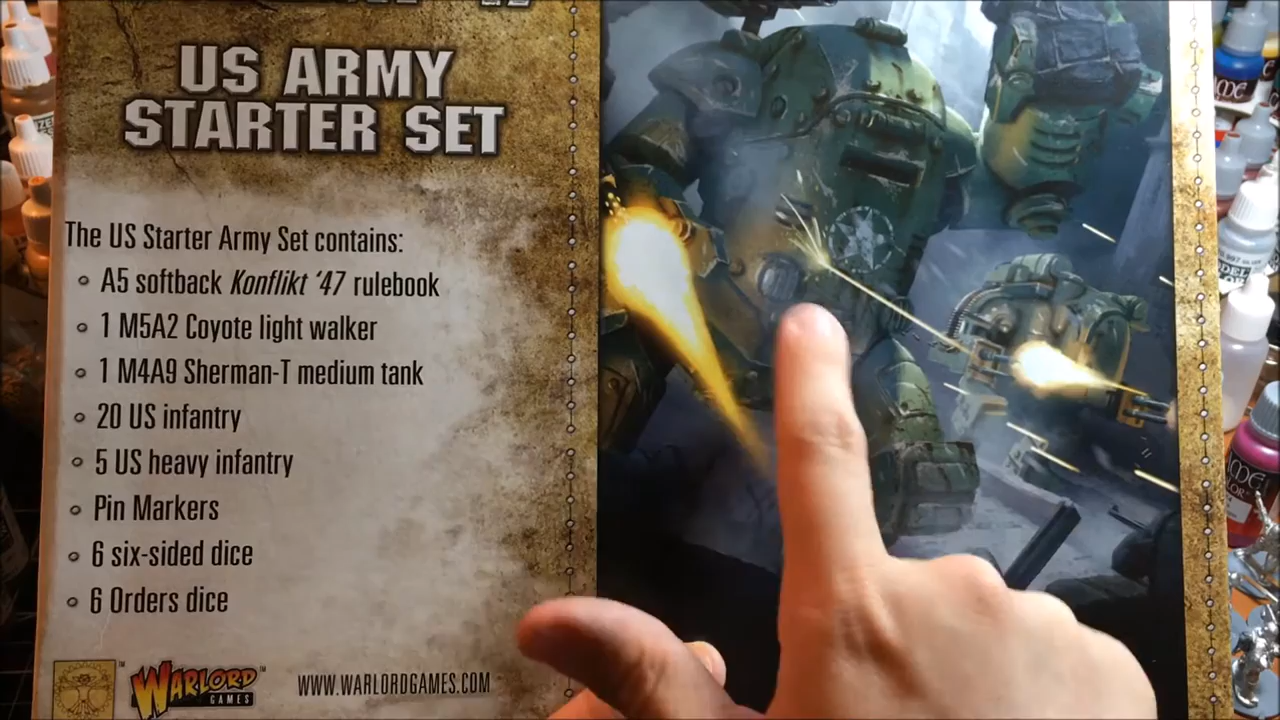 US ARMY
STARTER SET
The US Starter Army Set contains:
A5 softback Konflikt '47 rulebook
1 M5A2 Coyote light walker
1 M4A9 Sherman-T medium tank
20 US infantry
5 US heavy infantry
Pin Markers
6 six-sided dice
6 Orders dice
WARLORD
GAMES
™
WWW.WARLORDGAMES.COM